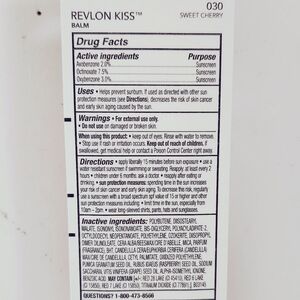 REVLON KISS™ 030
BALM SWEET CHERRY
Drug Facts
Active ingredients Purpose
Avobenzone 2.0% Sunscreen
Octinoxate 7.5% Sunscreen
Oxybenzone 3.0% Sunscreen
Uses • Helps prevent sunburn. If used as directed with other sun
protection measures (see Directions), decreases the risk of skin cancer
and early skin aging caused by the sun.
Warnings • For external use only.
• Do not use on damaged or broken skin.
When using this product: • keep out of eyes. Rinse with water to remove.
• Stop use if rash or irritation occurs. Keep out of reach of children, if
swallowed, get medical help or contact a Poison Control Center right away.
Directions • apply liberally 15 minutes before sun exposure • use a
water resistant sunscreen if swimming or sweating. Reapply: at least every 2
hours • children under 6 months: ask a doctor. • reapply after eating or
drinking. • sun protection measures: spending time in the sun increases
your risk of skin cancer and early skin aging. To decrease this risk, regularly
use a sunscreen with a broad spectrum spf value of 15 or higher and other
sun protection measures including: • limit time in the sun, especially from
10am – 2pm. • wear long-sleeved shirts, pants, hats and sunglasses.
Inactive ingredients: POLYBUTENE, DIISOSTEARYL
MALATE,
QUESTIONS? 1-800-473-8566